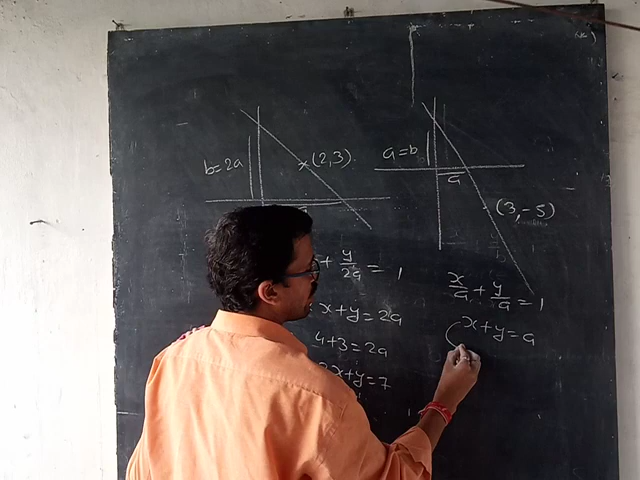 b=2a
(2,3)
a=b
a
(3,-5)
+ y/2a = 1
x+y=2a
4+3=2a
2x+y=7
x/a + y/a = 1
x+y=a